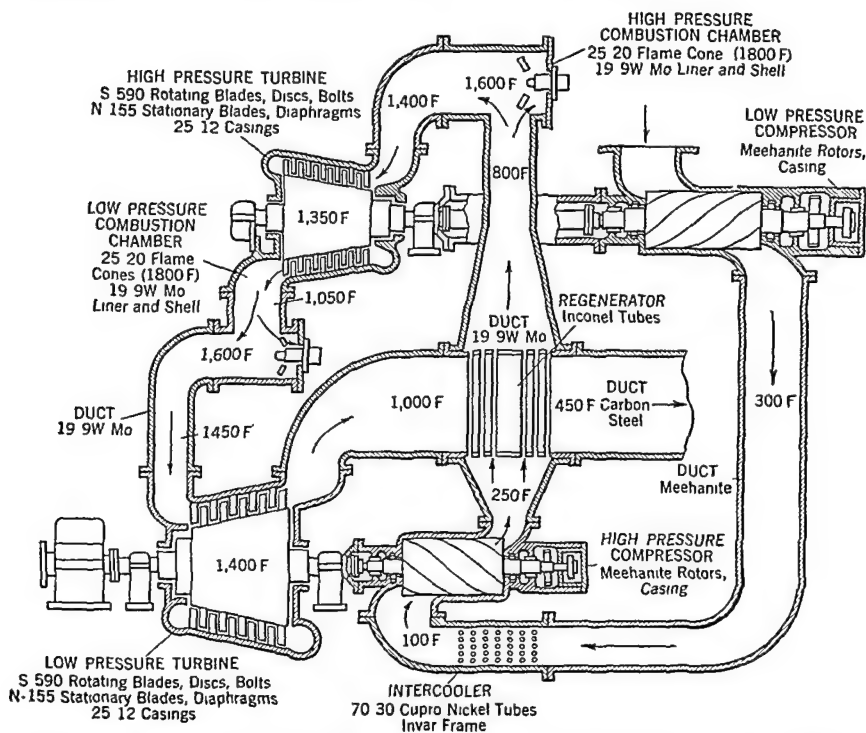 HIGH PRESSURE
COMBUSTION CHAMBER
25 20 Flame Cone (1800 F)
19 9W Mo Liner and Shell
HIGH PRESSURE TURBINE
S 590 Rotating Blades, Discs, Bolts
N 155 Stationary Blades, Diaphragms
25 12 Casings
1,600 F
1,400 F
LOW PRESSURE
COMPRESSOR
Meehanite Rotors,
Casing
800F
1,350 F
LOW PRESSURE
COMBUSTION
CHAMBER
25 20 Flame
Cones (1800 F)
19 9W Mo
Liner and Shell
1,050 F
REGENERATOR
Inconel Tubes
DUCT
19 9W Mo
1,600 F
DUCT
19 9W Mo
1,000 F
450 F
DUCT
Carbon
Steel
300 F
1450 F
DUCT
Meehanite
250 F
1,400 F
HIGH PRESSURE
COMPRESSOR
Meehanite Rotors,
Casing
100 F
LOW PRESSURE TURBINE
S 590 Rotating Blades, Discs, Bolts
N-155 Stationary Blades, Diaphragms
25 12 Casings
INTERCOOLER
70 30 Cupro Nickel Tubes
Invar Frame